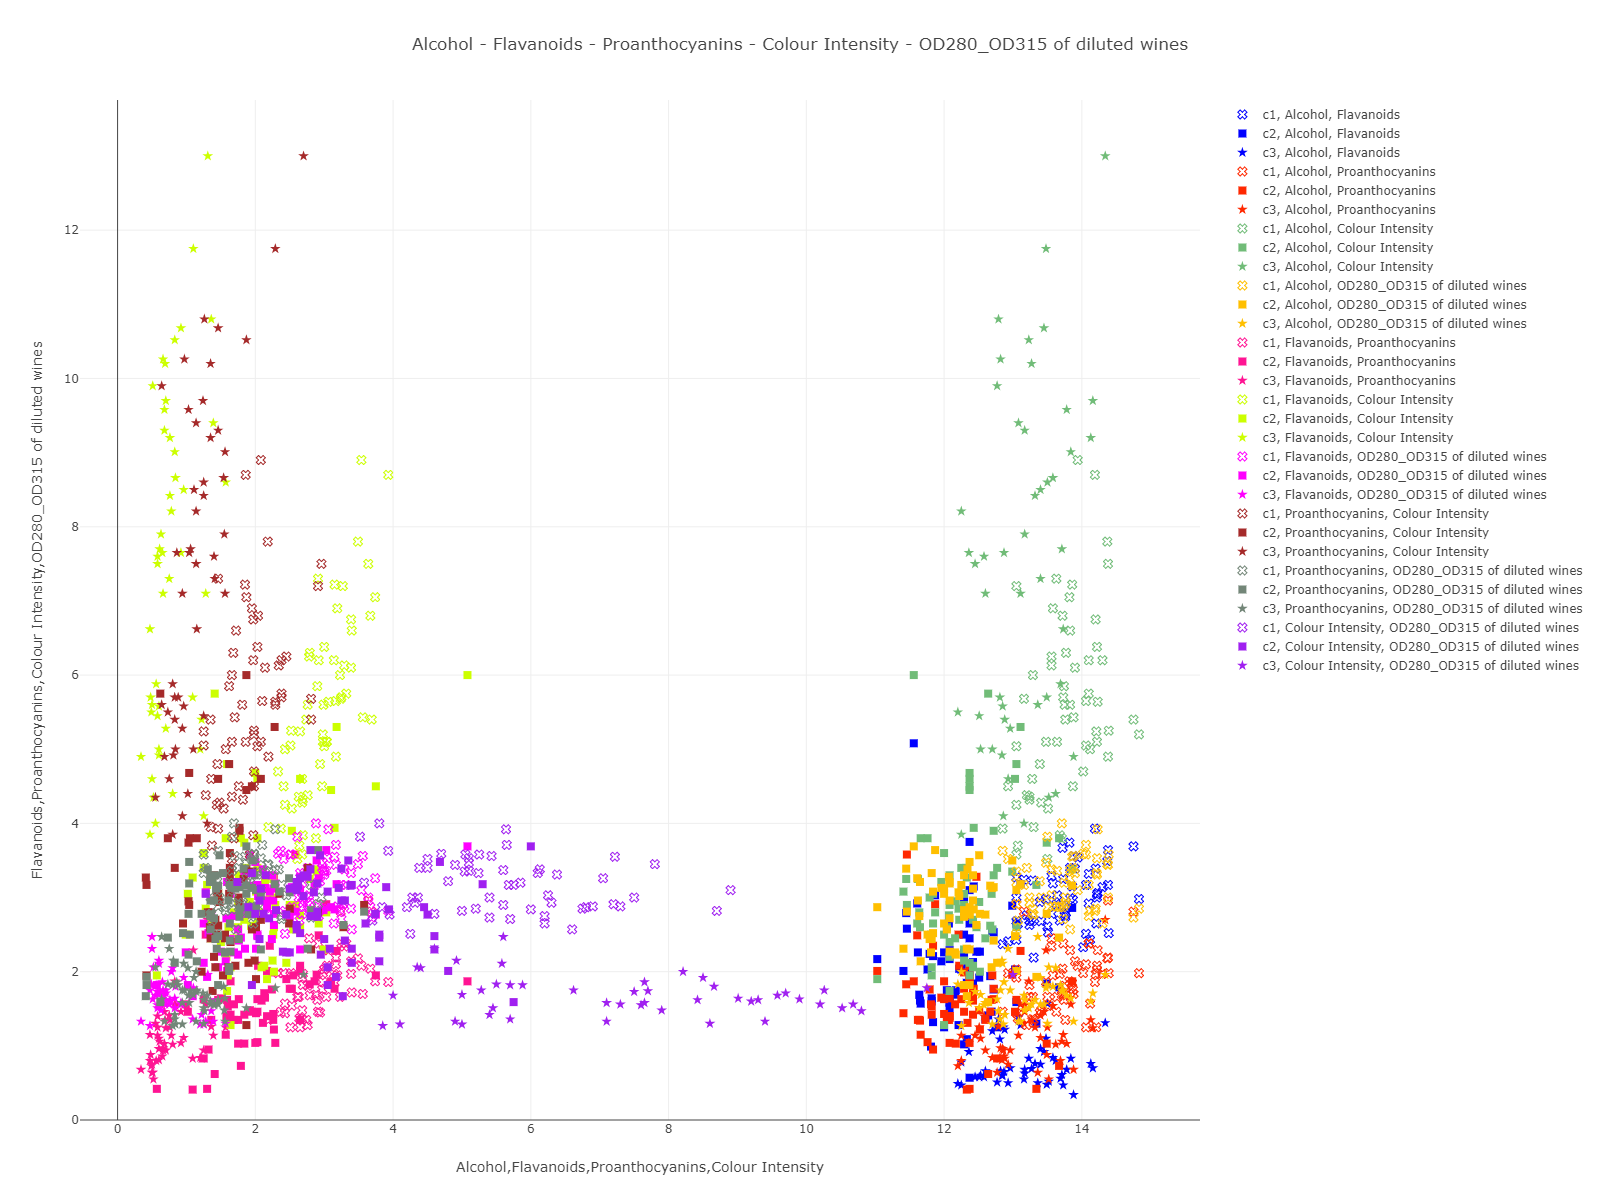 Alcohol - Flavanoids - Proanthocyanins - Colour Intensity - OD280_OD315 of diluted wines
Flavanoids,Proanthocyanins,Colour Intensity,OD280_OD315 of diluted wines
12
10
8
6
4
2
0
0 2 4 6 8 10 12 14
Alcohol,Flavanoids,Proanthocyanins,Colour Intensity
c1, Alcohol, Flavanoids
c2, Alcohol, Flavanoids
c3, Alcohol, Flavanoids
c1, Alcohol, Proanthocyanins
c2, Alcohol, Proanthocyanins
c3, Alcohol, Proanthocyanins
c1, Alcohol, Colour Intensity
c2, Alcohol, Colour Intensity
c3, Alcohol, Colour Intensity
c1, Alcohol, OD280_OD315 of diluted wines
c2, Alcohol, OD280_OD315 of diluted wines
c3, Alcohol, OD280_OD315 of diluted wines
c1, Flavanoids, Proanthocyanins
c2, Flavanoids, Proanthocyanins
c3, Flavanoids, Proanthocyanins
c1, Flavanoids, Colour Intensity
c2, Flavanoids, Colour Intensity
c3, Flavanoids, Colour Intensity
c1, Flavanoids, OD280_OD315 of diluted wines
c2, Flavanoids, OD280_OD315 of diluted wines
c3, Flavanoids, OD280_OD315 of diluted wines
c1, Proanthocyanins, Colour Intensity
c2, Proanthocyanins, Colour Intensity
c3, Proanthocyanins, Colour Intensity
c1, Proanthocyanins, OD280_OD315 of diluted wines
c2, Proanthocyanins, OD280_OD315 of diluted wines
c3, Proanthocyanins, OD280_OD315 of diluted wines
c1, Colour Intensity, OD280_OD315 of diluted wines
c2, Colour Intensity, OD280_OD315 of diluted wines
c3, Colour Intensity, OD280_OD315 of diluted wines